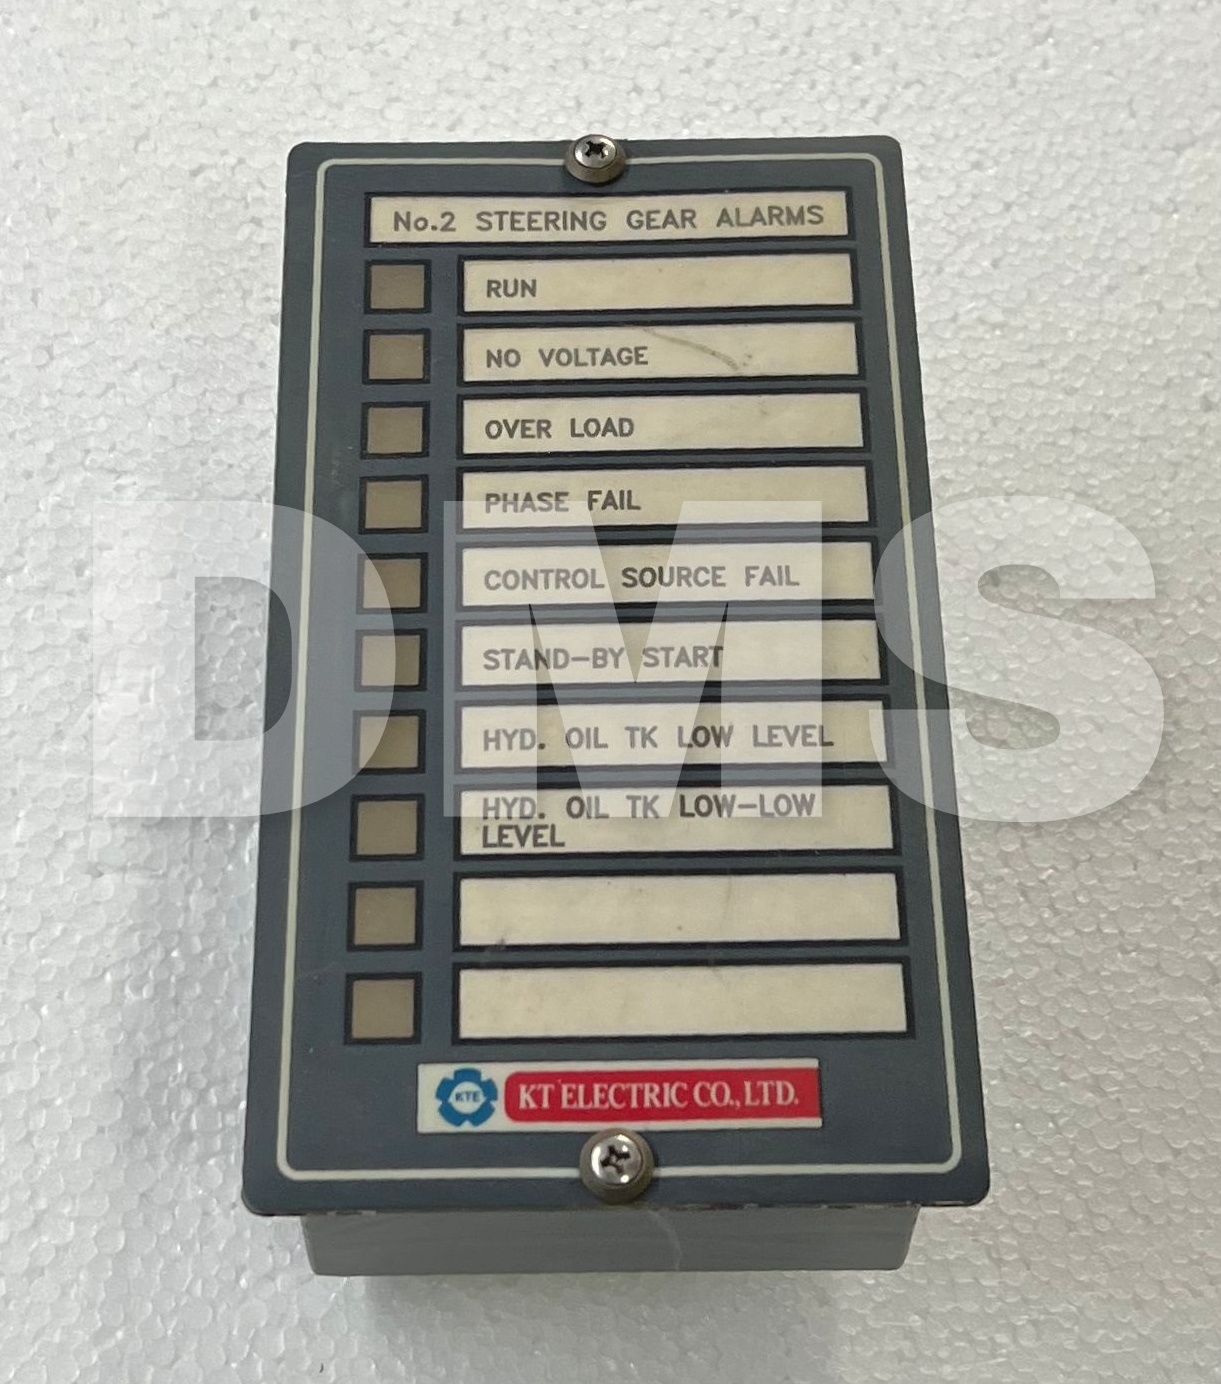 No.2 STEERING GEAR ALARMS
RUN
NO VOLTAGE
OVER LOAD
PHASE FAIL
CONTROL SOURCE FAIL
STAND-BY START
HYD. OIL TK LOW LEVEL
HYD. OIL TK LOW-LOW
LEVEL
KTE KT ELECTRIC CO., LTD.
DMS